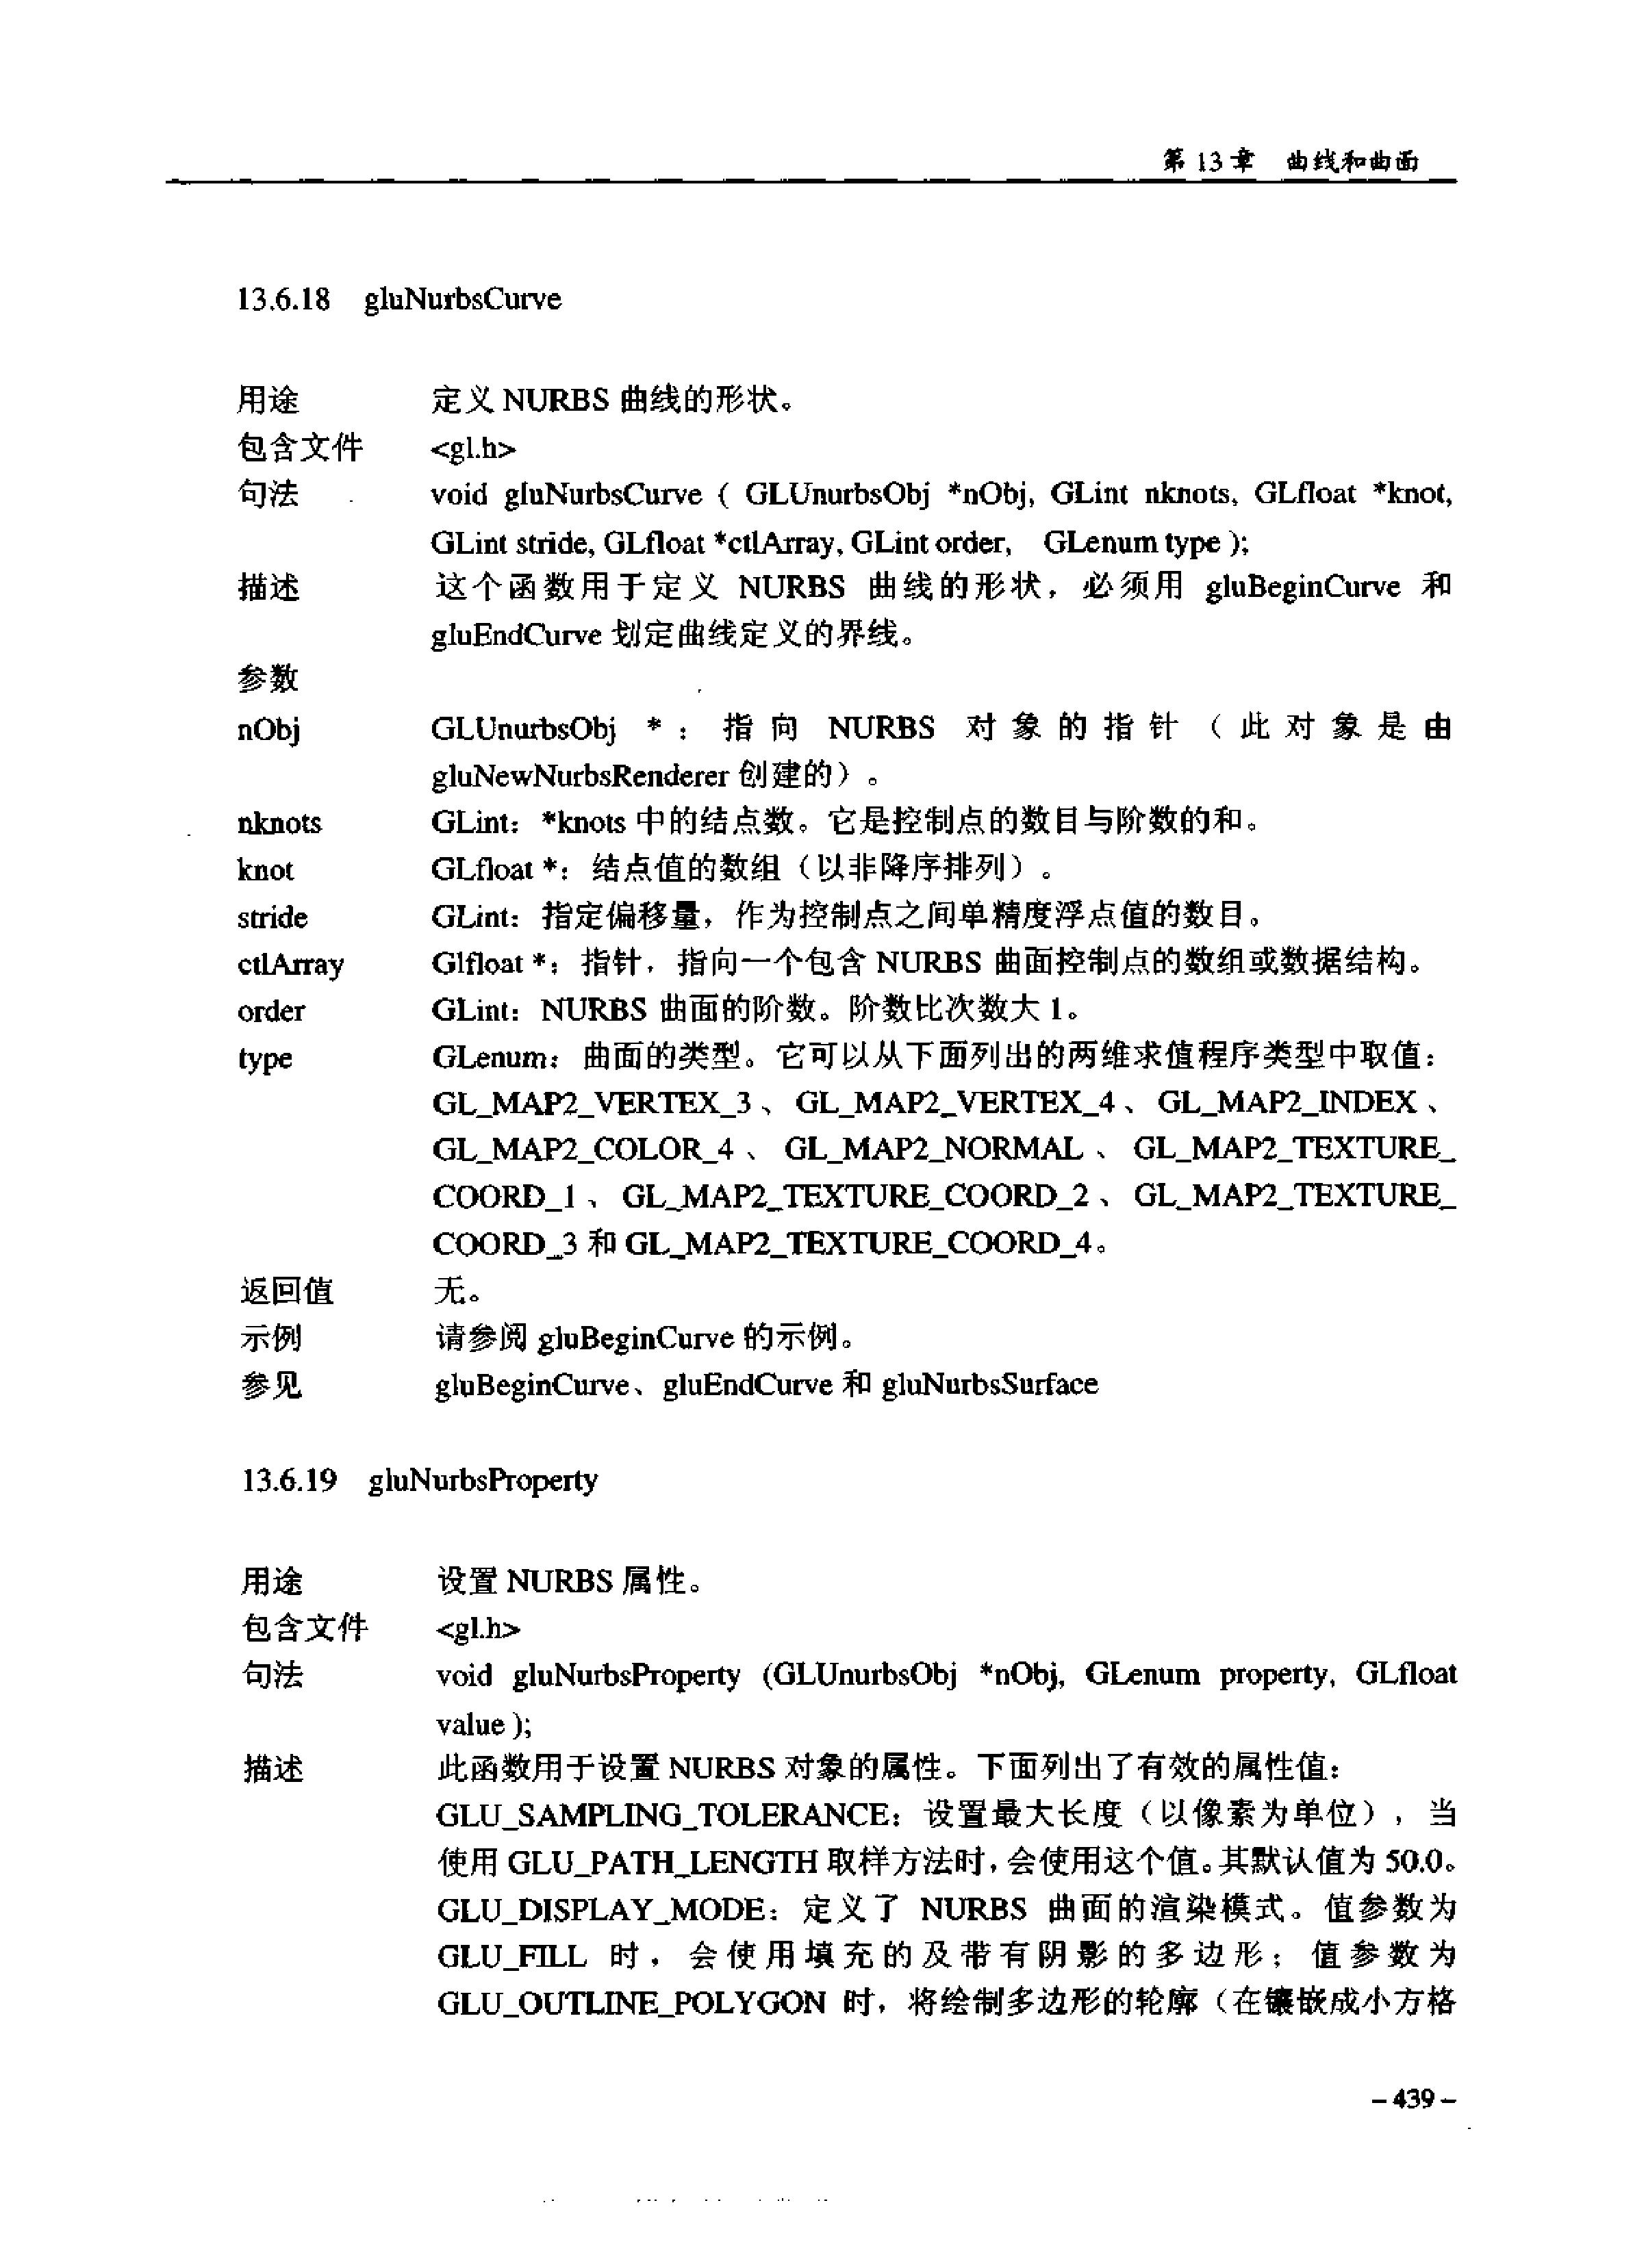 第 13 章 曲线和曲面
13.6.18 gluNurbsCurve
用途 定义 NURBS 曲线的形状。
包含文件 <gl.h>
句法 void gluNurbsCurve ( GLUnurbsObj *nObj, GLint nknots, GLfloat *knot,
GLint stride, GLfloat *ctlArray, GLint order, GLenum type );
描述 这个函数用于定义 NURBS 曲线的形状，必须用 gluBeginCurve 和
gluEndCurve 划定曲线定义的界线。
参数
nObj GLUnurbsObj *：指向 NURBS 对象的指针（此对象是由
gluNewNurbsRenderer 创建的）。
nknots GLint：*knots 中的结点数。它是控制点的数目与阶数的和。
knot GLfloat *：结点值的数组（以非降序排列）。
stride GLint：指定偏移量，作为控制点之间单精度浮点值的数目。
ctlArray Glfloat *：指针，指向一个包含 NURBS 曲面控制点的数组或数据结构。
order GLint：NURBS 曲面的阶数。阶数比次数大 1。
type GLenum：曲面的类型。它可以从下面列出的两维求值程序类型中取值：
GL_MAP2_VERTEX_3、GL_MAP2_VERTEX_4、GL_MAP2_INDEX、
GL_MAP2_COLOR_4、GL_MAP2_NORMAL、GL_MAP2_TEXTURE_
COORD_1、GL_MAP2_TEXTURE_COORD_2、GL_MAP2_TEXTURE_
COORD_3 和 GL_MAP2_TEXTURE_COORD_4。
返回值 无。
示例 请参阅 gluBeginCurve 的示例。
参见 gluBeginCurve、gluEndCurve 和 gluNurbsSurface
13.6.19 gluNurbsProperty
用途 设置 NURBS 属性。
包含文件 <gl.h>
句法 void gluNurbsProperty (GLUnurbsObj *nObj, GLenum property, GLfloat
value );
描述 此函数用于设置 NURBS 对象的属性。下面列出了有效的属性值：
GLU_SAMPLING_TOLERANCE：设置最大长度（以像素为单位），当
使用 GLU_PATH_LENGTH 取样方法时，会使用这个值。其默认值为 50.0。
GLU_DISPLAY_MODE：定义了 NURBS 曲面的渲染模式。值参数为
GLU_FILL 时，会使用填充的及带有阴影的多边形；值参数为
GLU_OUTLINE_POLYGON 时，将绘制多边形的轮廓（在镶嵌成小方格
- 439 -